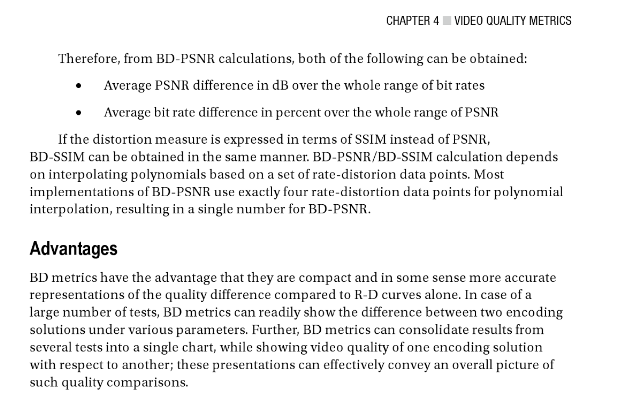 CHAPTER 4 ■ VIDEO QUALITY METRICS
Therefore, from BD-PSNR calculations, both of the following can be obtained:
• Average PSNR difference in dB over the whole range of bit rates
• Average bit rate difference in percent over the whole range of PSNR
If the distortion measure is expressed in terms of SSIM instead of PSNR,
BD-SSIM can be obtained in the same manner. BD-PSNR/BD-SSIM calculation depends
on interpolating polynomials based on a set of rate-distorion data points. Most
implementations of BD-PSNR use exactly four rate-distortion data points for polynomial
interpolation, resulting in a single number for BD-PSNR.
Advantages
BD metrics have the advantage that they are compact and in some sense more accurate
representations of the quality difference compared to R-D curves alone. In case of a
large number of tests, BD metrics can readily show the difference between two encoding
solutions under various parameters. Further, BD metrics can consolidate results from
several tests into a single chart, while showing video quality of one encoding solution
with respect to another; these presentations can effectively convey an overall picture of
such quality comparisons.